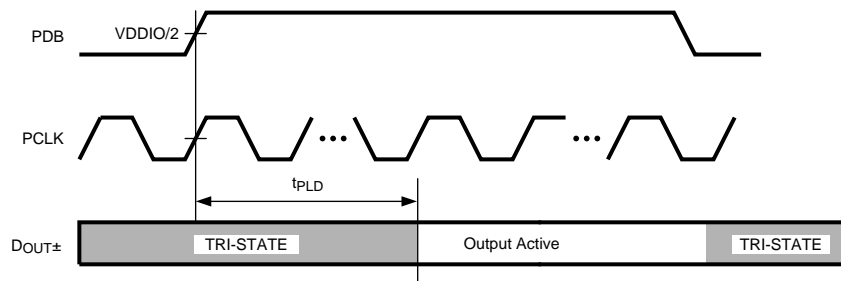 PDB
VDDIO/2
PCLK
tPLD
DOUT±
TRI-STATE
Output Active
TRI-STATE